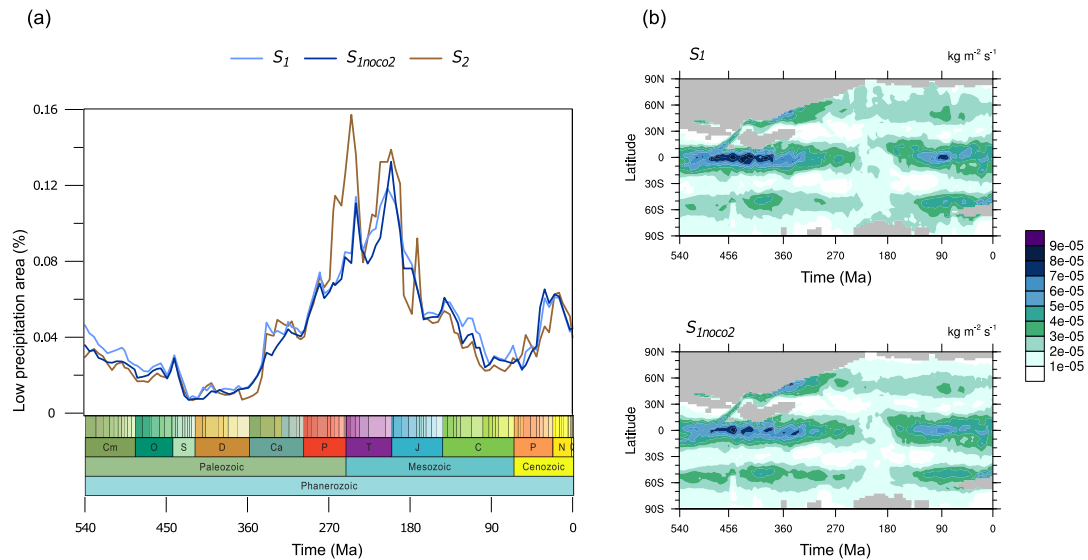 (a)
S1 S1noco2 S2
Low precipitation area (%)
0.16
0.12
0.08
0.04
0
Cm O S D Ca P T J C P N Q
Paleozoic Mesozoic Cenozoic
Phanerozoic
540 450 360 270 180 90 0
Time (Ma)
(b)
S1 kg m-2 s-1
Latitude
90N
60N
30N
0
30S
60S
90S
540 456 360 270 180 90 0
Time (Ma)
S1noco2 kg m-2 s-1
Latitude
90N
60N
30N
0
30S
60S
90S
540 456 360 270 180 90 0
Time (Ma)
9e-05
8e-05
7e-05
6e-05
5e-05
4e-05
3e-05
2e-05
1e-05